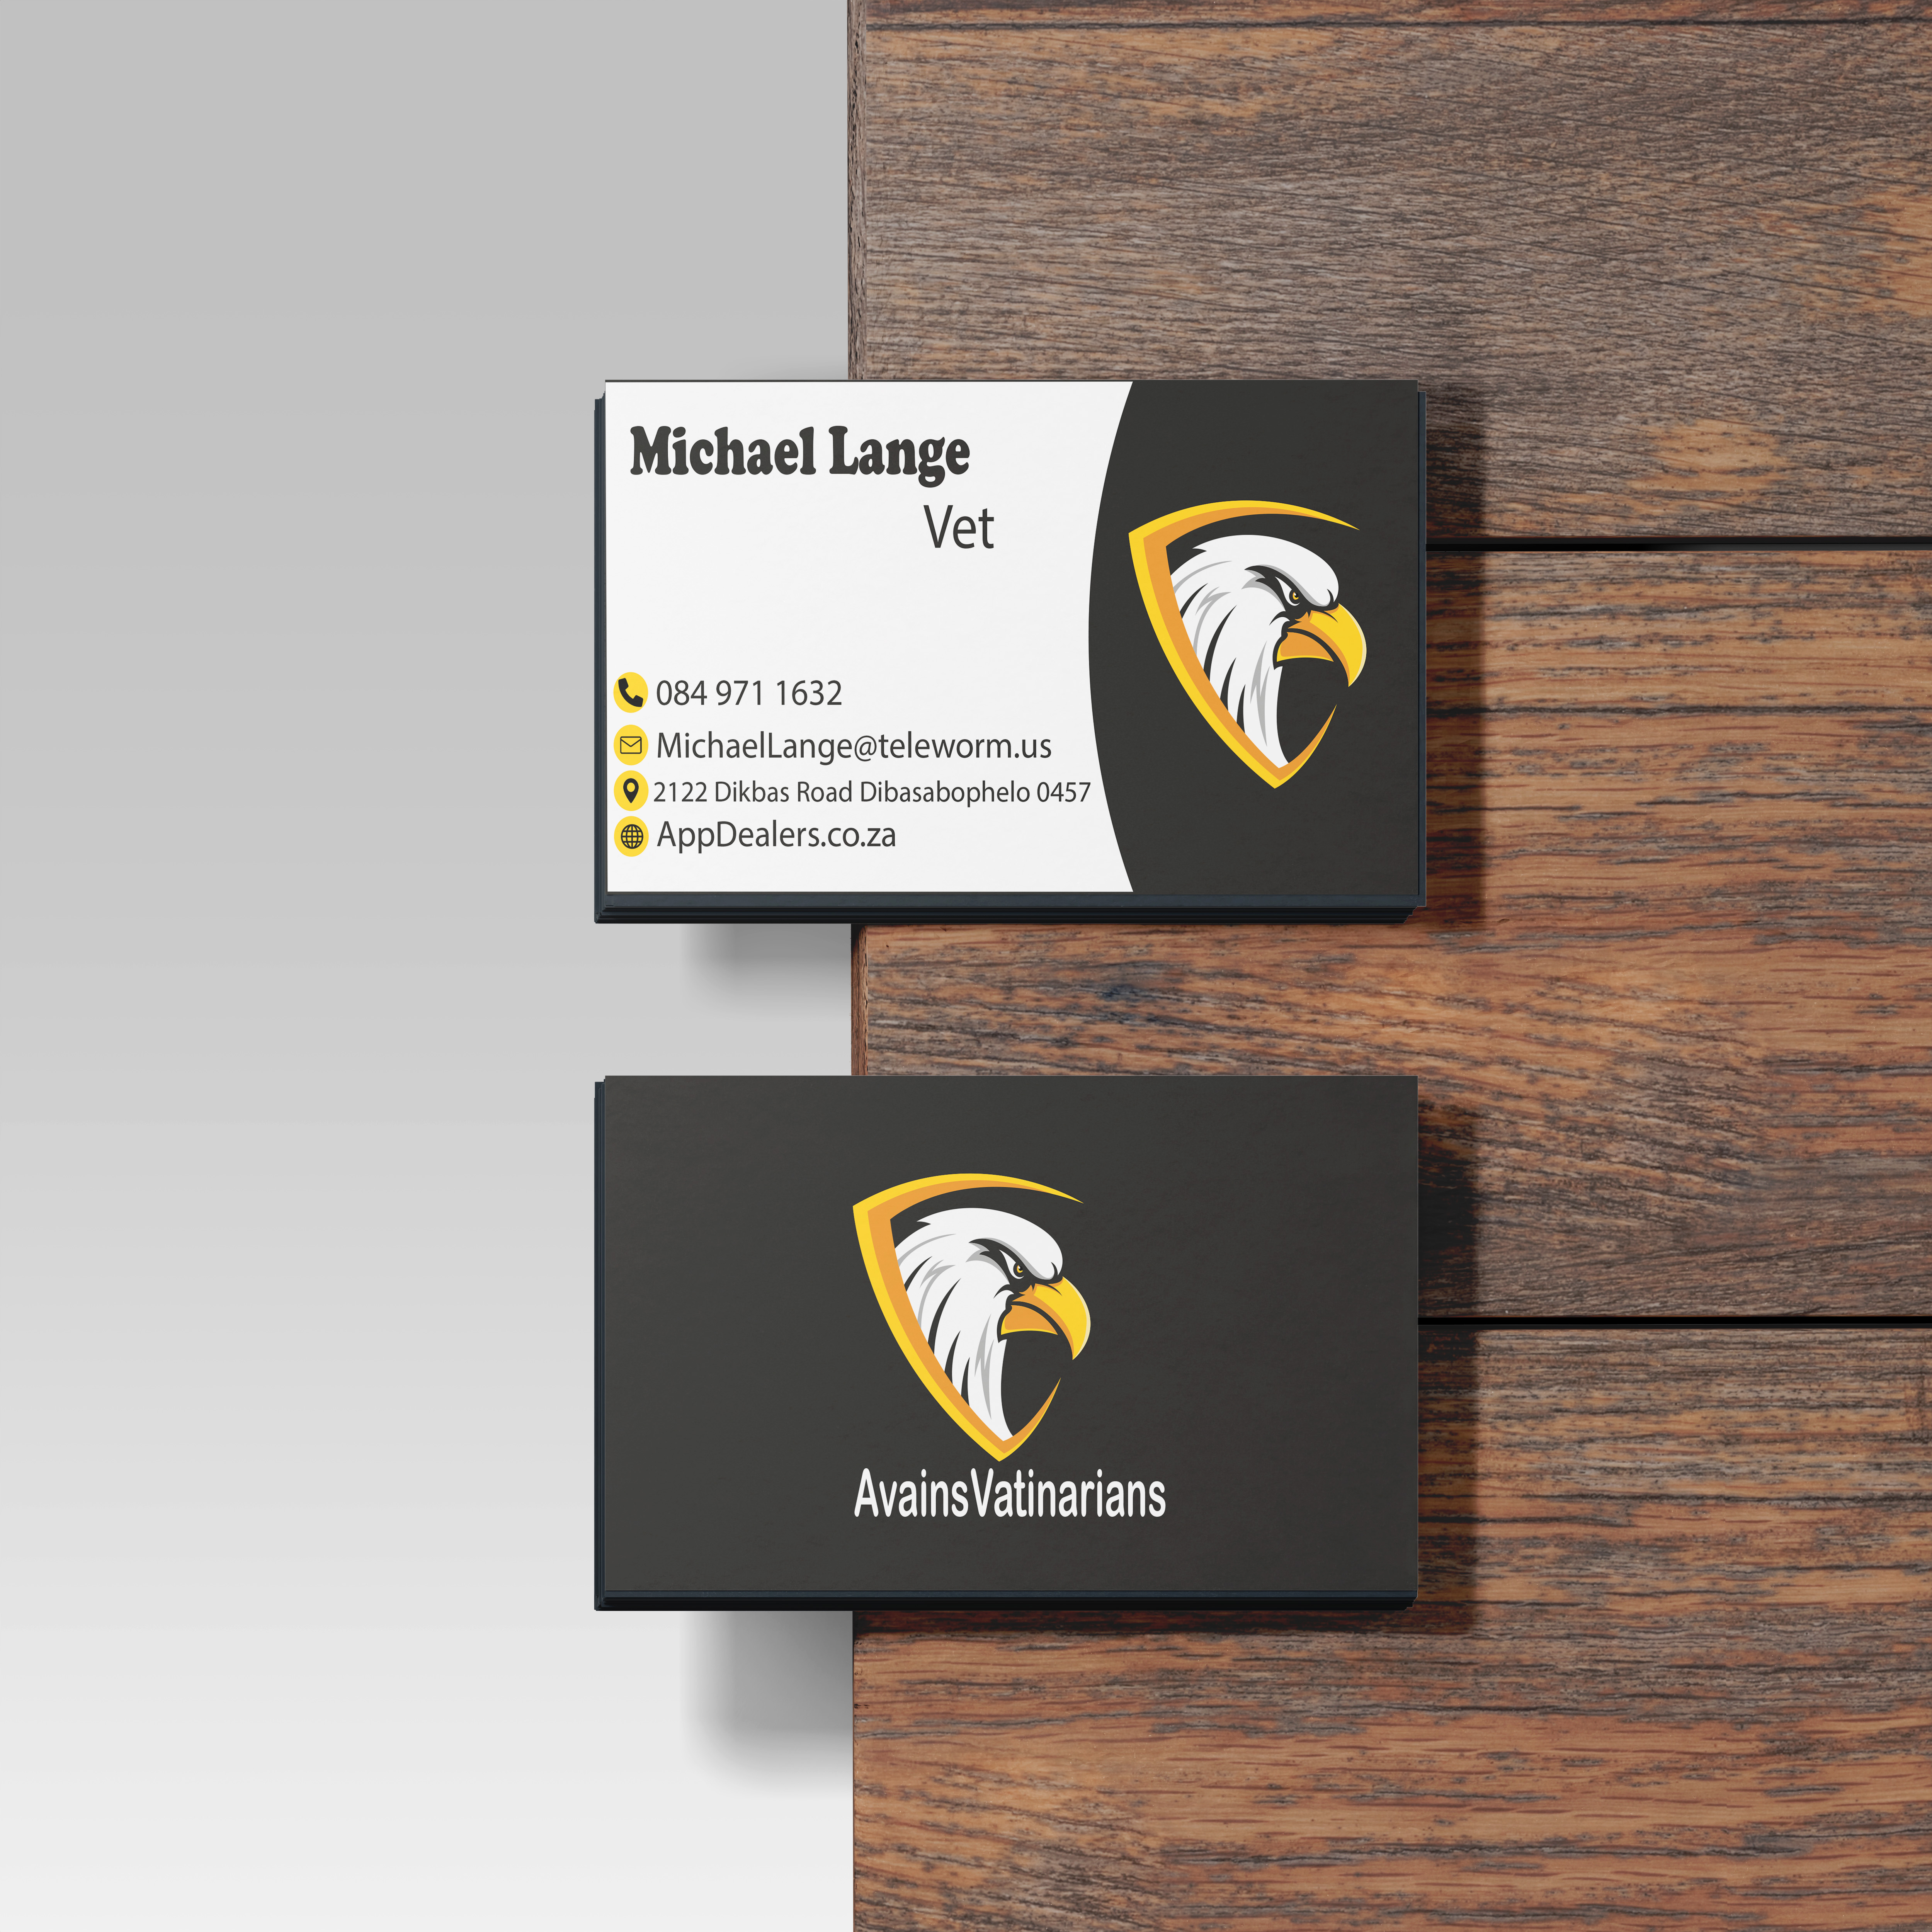 Michael Lange
Vet
084 971 1632
MichaelLange@teleworm.us
2122 Dikbas Road Dibasabophelo 0457
AppDealers.co.za
AvainsVatinarians